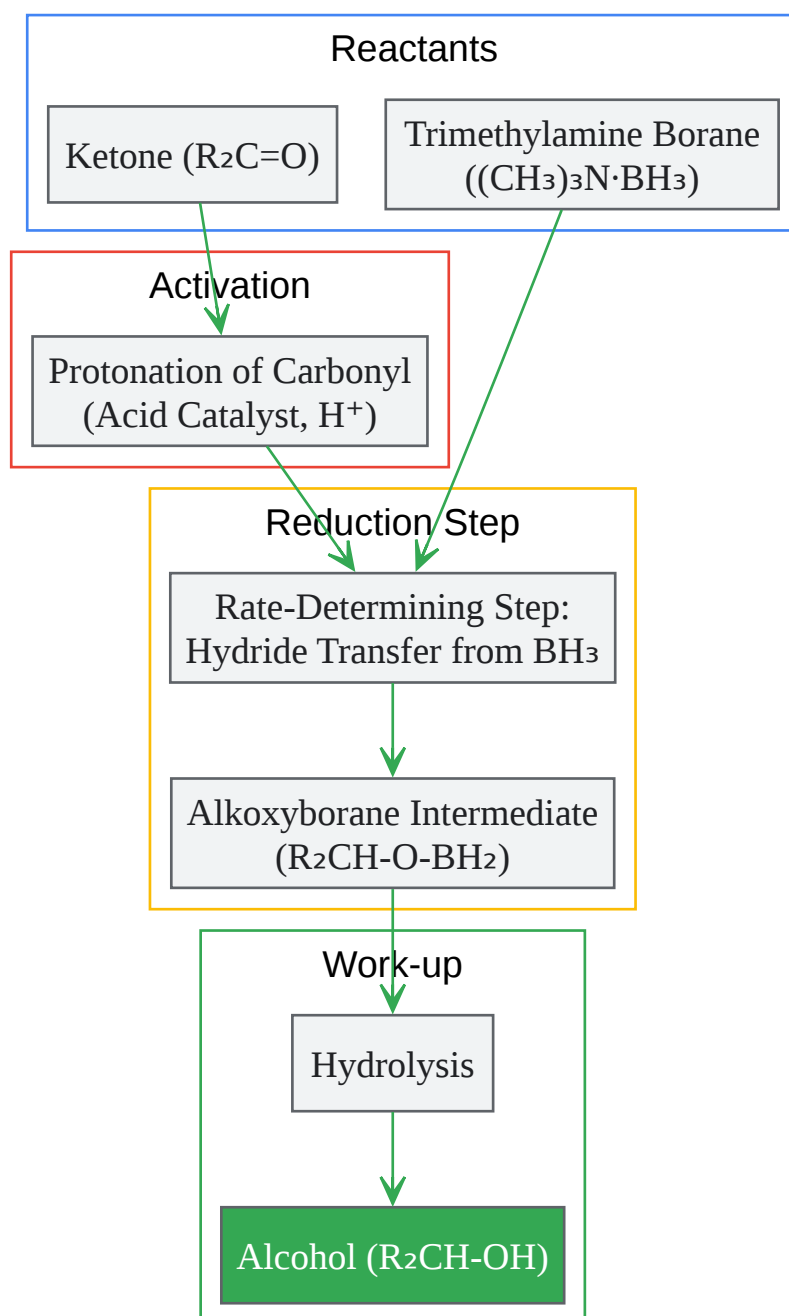 Reactants
Ketone (R₂C=O)
Trimethylamine Borane
((CH₃)₃N·BH₃)
Activation
Protonation of Carbonyl
(Acid Catalyst, H⁺)
Reduction Step
Rate-Determining Step:
Hydride Transfer from BH₃
Alkoxyborane Intermediate
(R₂CH-O-BH₂)
Work-up
Hydrolysis
Alcohol (R₂CH-OH)